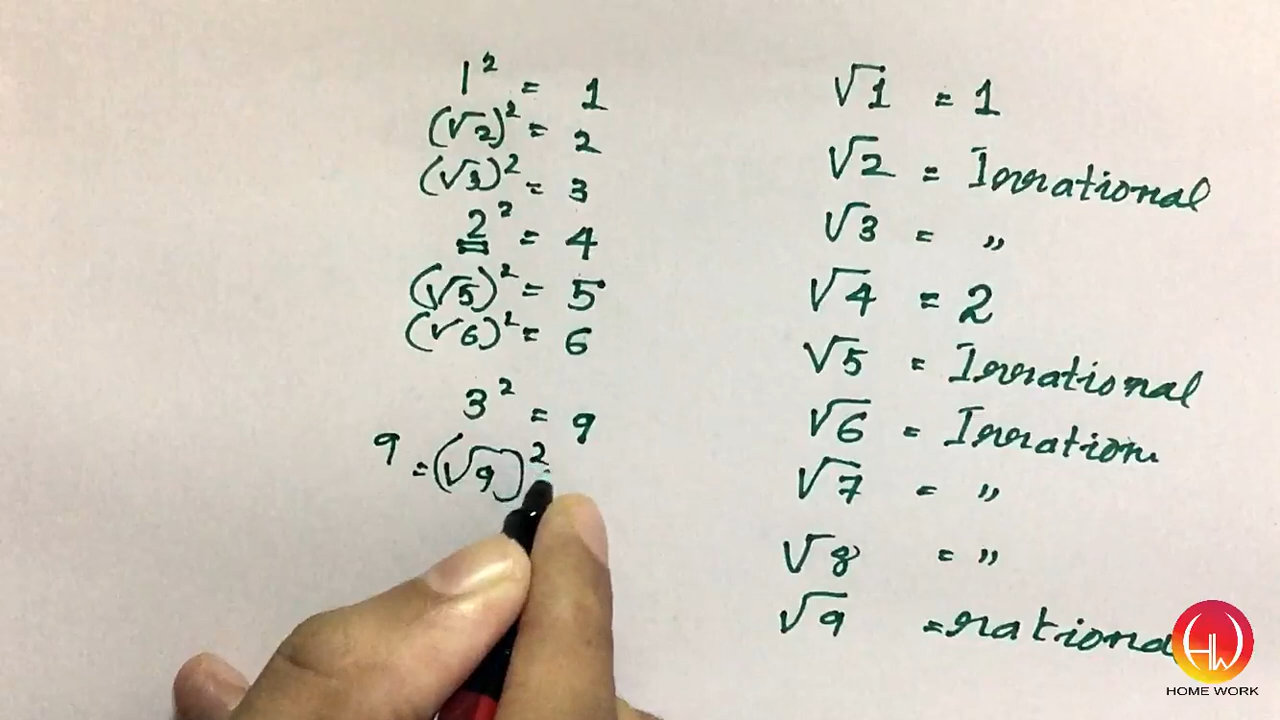 1² = 1
(√2)² = 2
(√3)² = 3
2² = 4
(√5)² = 5
(√6)² = 6
3² = 9
9 = (√9)²
√1 = 1
√2 = Irrational
√3 = "
√4 = 2
√5 = Irrational
√6 = Irration
√7 = "
√8 = "
√9 = rational
HW
HOME WORK